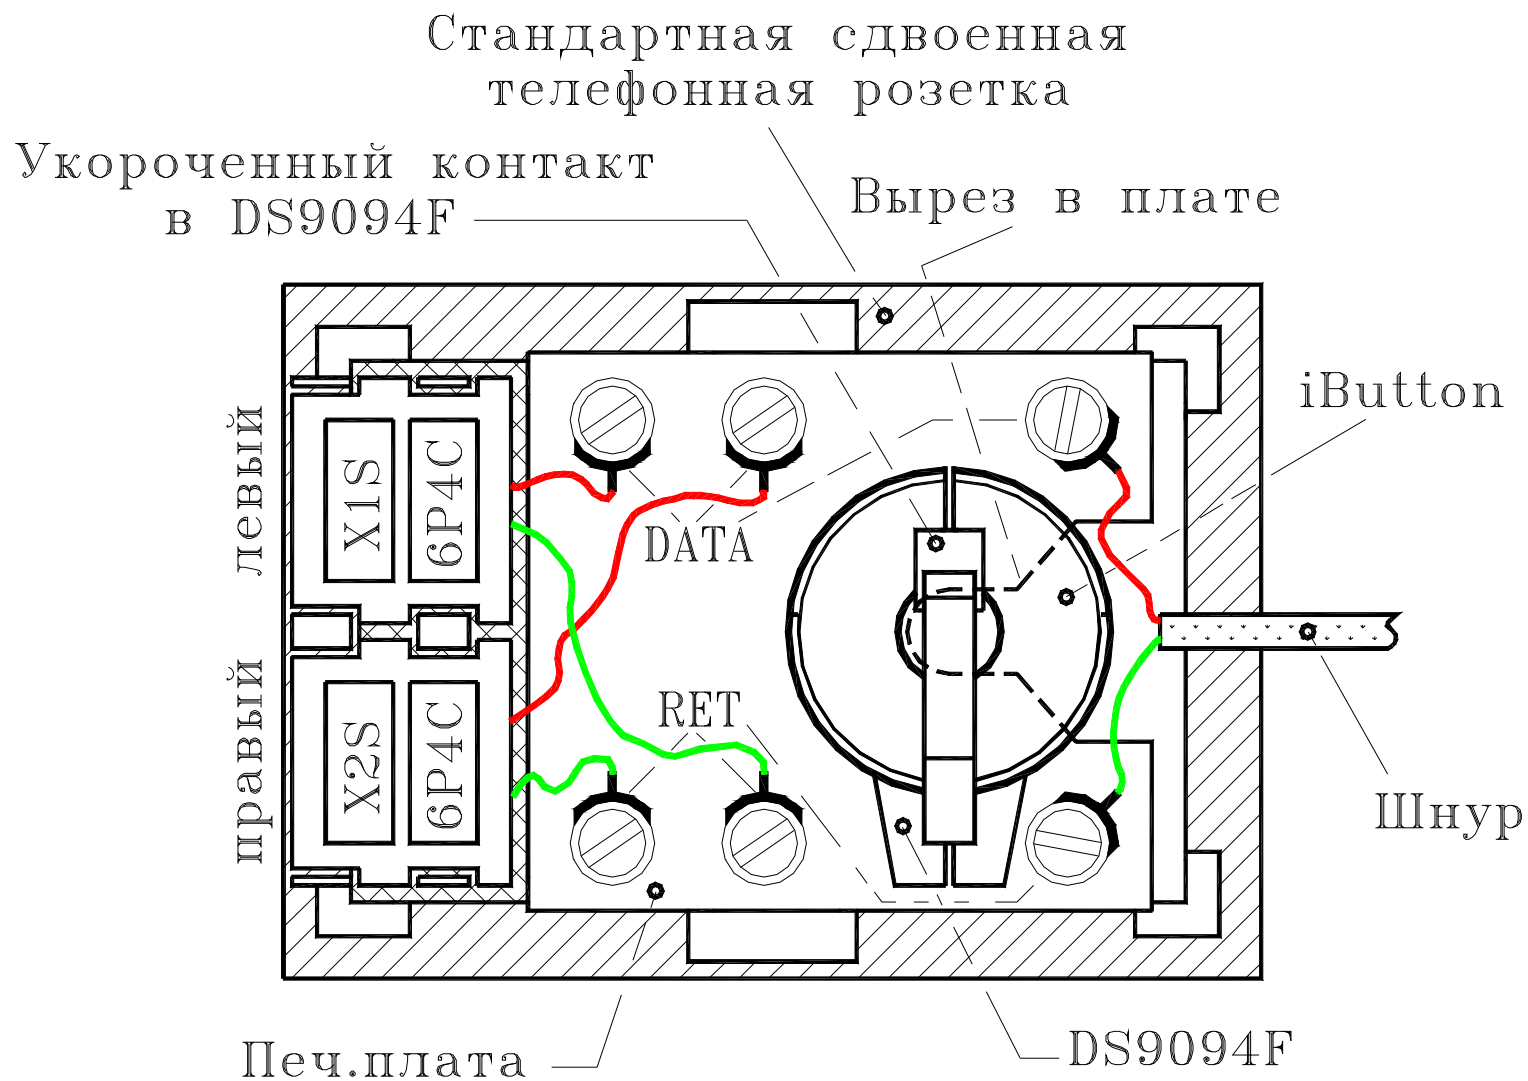 Стандартная сдвоенная
телефонная розетка
Укороченный контакт
в DS9094F
Вырез в плате
iButton
левый
X1S
6P4C
DATA
правый
X2S
6P4C
RET
Шнур
Печ.плата
DS9094F